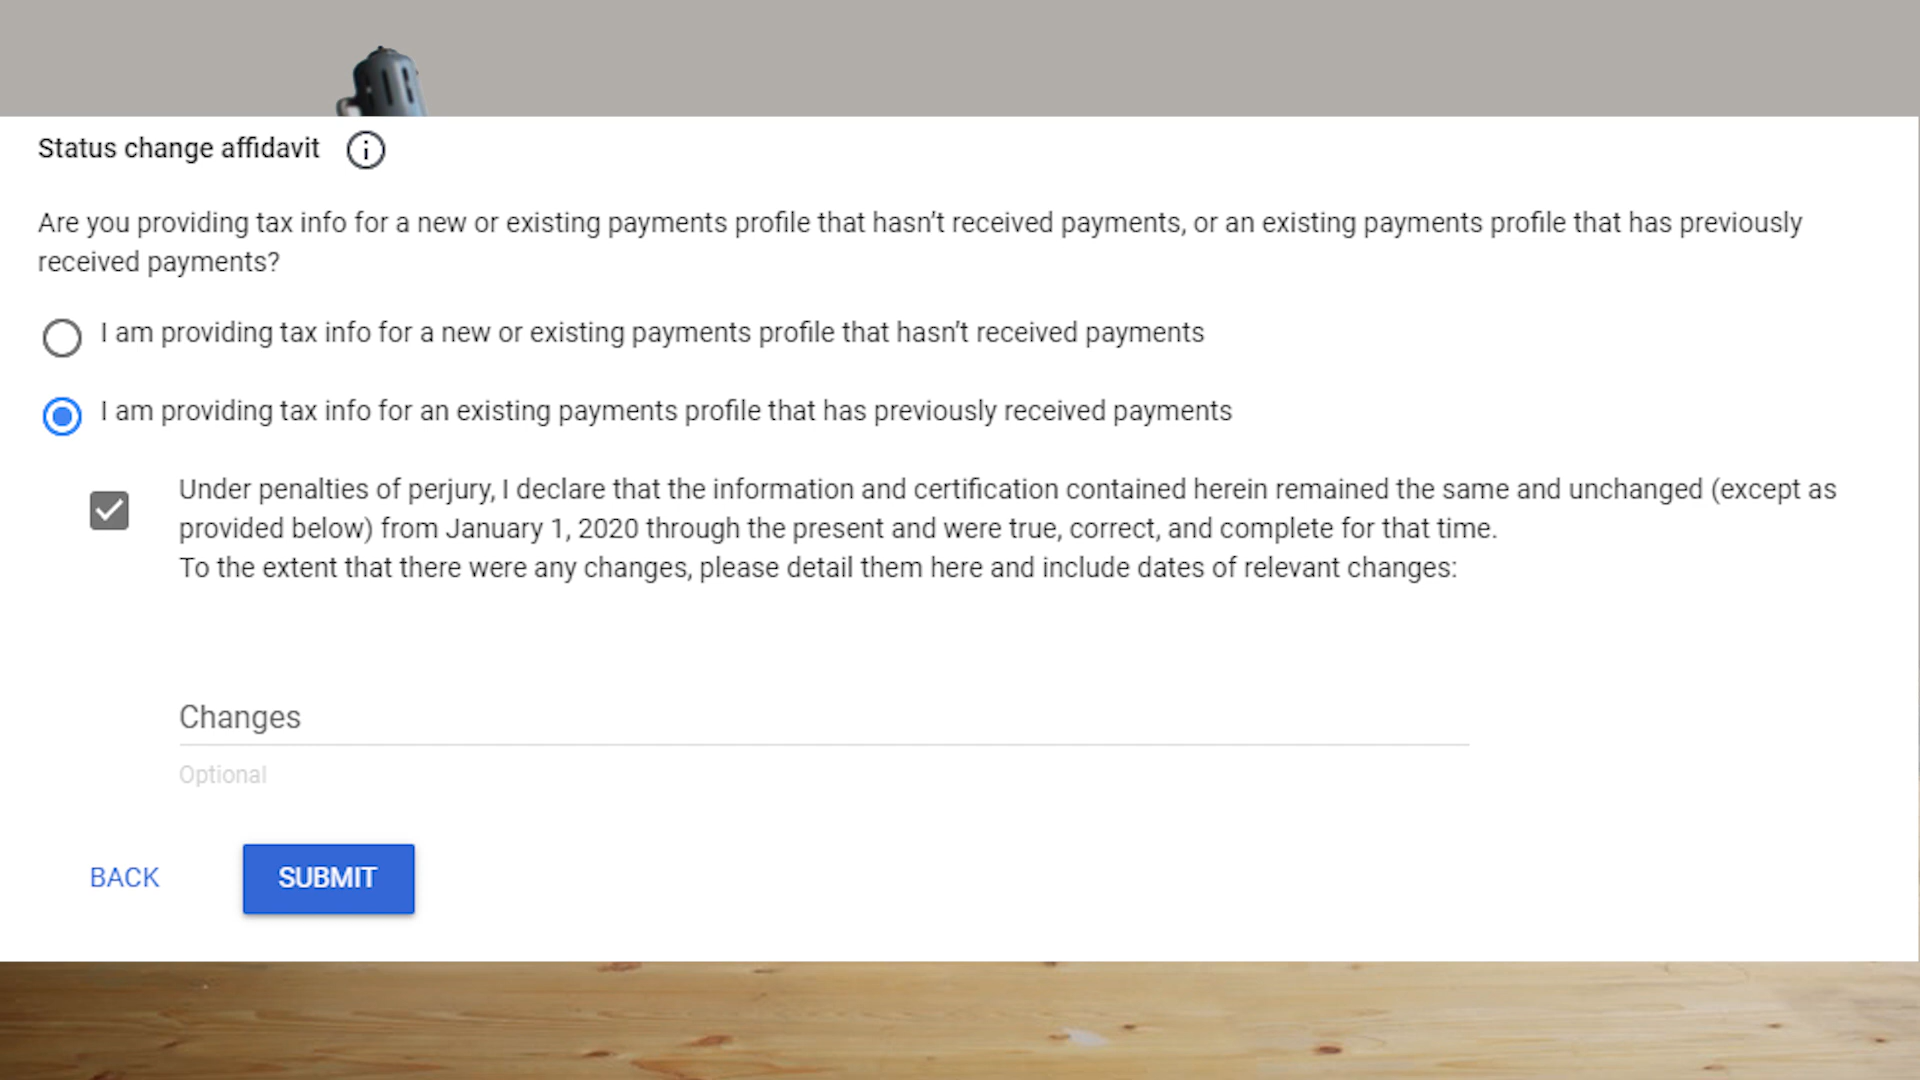 Status change affidavit
Are you providing tax info for a new or existing payments profile that hasn't received payments, or an existing payments profile that has previously
received payments?
I am providing tax info for a new or existing payments profile that hasn't received payments
I am providing tax info for an existing payments profile that has previously received payments
Under penalties of perjury, I declare that the information and certification contained herein remained the same and unchanged (except as
provided below) from January 1, 2020 through the present and were true, correct, and complete for that time.
To the extent that there were any changes, please detail them here and include dates of relevant changes:
Changes
Optional
BACK
SUBMIT